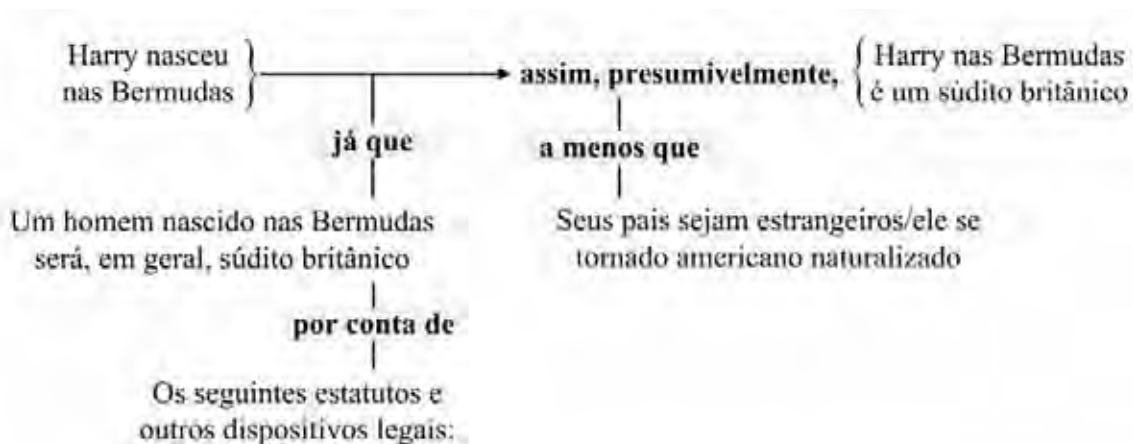 Harry nasceu
nas Bermudas
assim, presumivelmente,
Harry nas Bermudas
é um súdito britânico
já que
a menos que
Um homem nascido nas Bermudas
será, em geral, súdito britânico
Seus pais sejam estrangeiros/ele se
tornado americano naturalizado
por conta de
Os seguintes estatutos e
outros dispositivos legais: